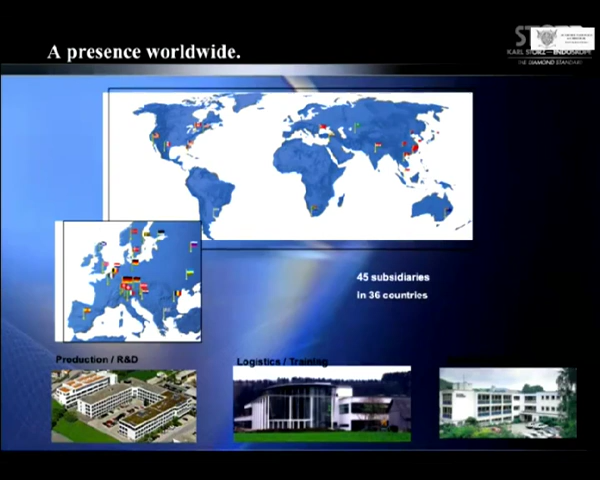 A presence worldwide.
STORZ
KARL STORZ — ENDOSKOPE
THE DIAMOND STANDARD
45 subsidiaries
in 36 countries
Production / R&D
Logistics / Training